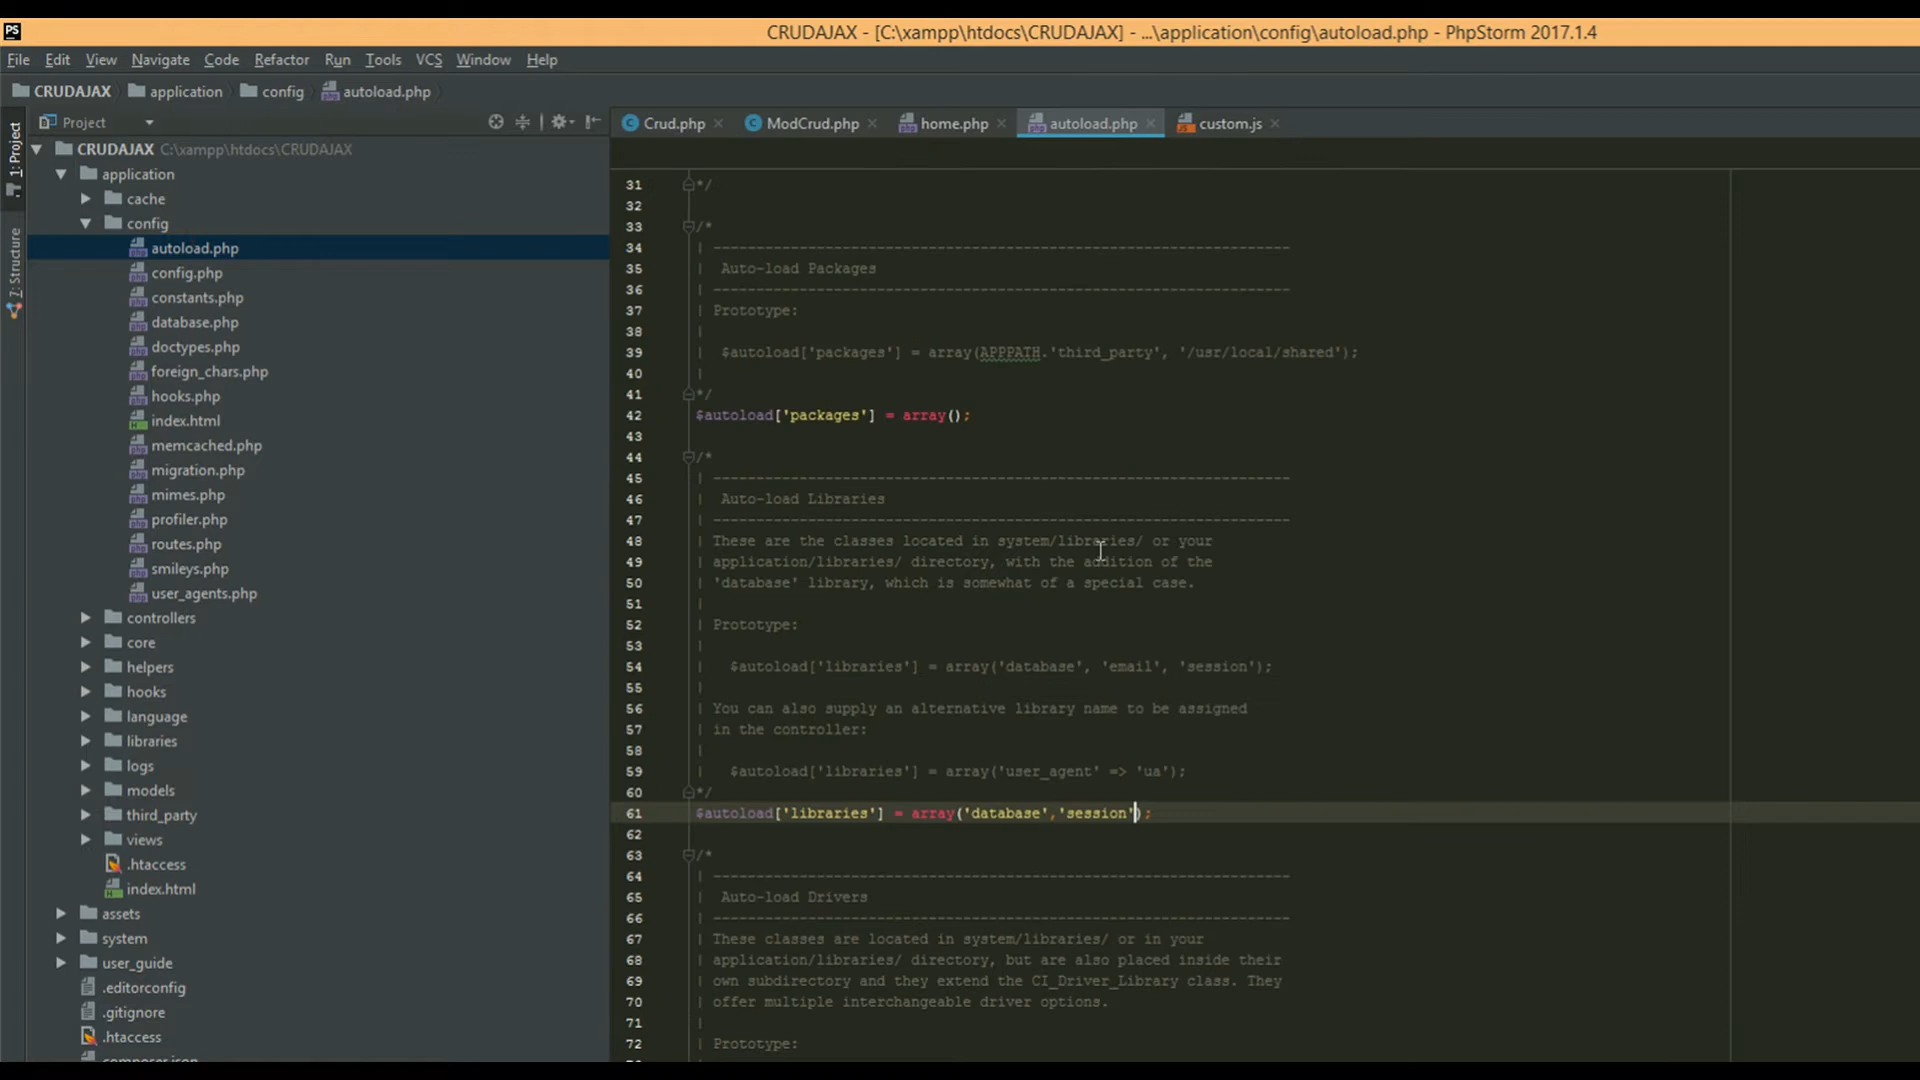 PS
CRUDAJAX - [C:\xampp\htdocs\CRUDAJAX] - ...\application\config\autoload.php - PhpStorm 2017.1.4
File Edit View Navigate Code Refactor Run Tools VCS Window Help
CRUDAJAX application config autoload.php
1: Project
7: Structure
Project
CRUDAJAX C:\xampp\htdocs\CRUDAJAX
application
cache
config
autoload.php
config.php
constants.php
database.php
doctypes.php
foreign_chars.php
hooks.php
index.html
memcached.php
migration.php
mimes.php
profiler.php
routes.php
smileys.php
user_agents.php
controllers
core
helpers
hooks
language
libraries
logs
models
third_party
views
.htaccess
index.html
assets
system
user_guide
.editorconfig
.gitignore
.htaccess
composer.json
Crud.php ModCrud.php home.php autoload.php custom.js
31 */
32
33 /*
34 | -------------------------------------------------------------------
35 | Auto-load Packages
36 | -------------------------------------------------------------------
37 | Prototype:
38 |
39 | $autoload['packages'] = array(APPPATH.'third_party', '/usr/local/shared');
40 |
41 */
42 $autoload['packages'] = array();
43
44 /*
45 | -------------------------------------------------------------------
46 | Auto-load Libraries
47 | -------------------------------------------------------------------
48 | These are the classes located in system/libraries/ or your
49 | application/libraries/ directory, with the addition of the
50 | 'database' library, which is somewhat of a special case.
51 |
52 | Prototype:
53 |
54 | $autoload['libraries'] = array('database', 'email', 'session');
55 |
56 | You can also supply an alternative library name to be assigned
57 | in the controller:
58 |
59 | $autoload['libraries'] = array('user_agent' => 'ua');
60 */
61 $autoload['libraries'] = array('database','session');
62
63 /*
64 | -------------------------------------------------------------------
65 | Auto-load Drivers
66 | -------------------------------------------------------------------
67 | These classes are located in system/libraries/ or in your
68 | application/libraries/ directory, but are also placed inside their
69 | own subdirectory and they extend the CI_Driver_Library class. They
70 | offer multiple interchangeable driver options.
71 |
72 | Prototype: